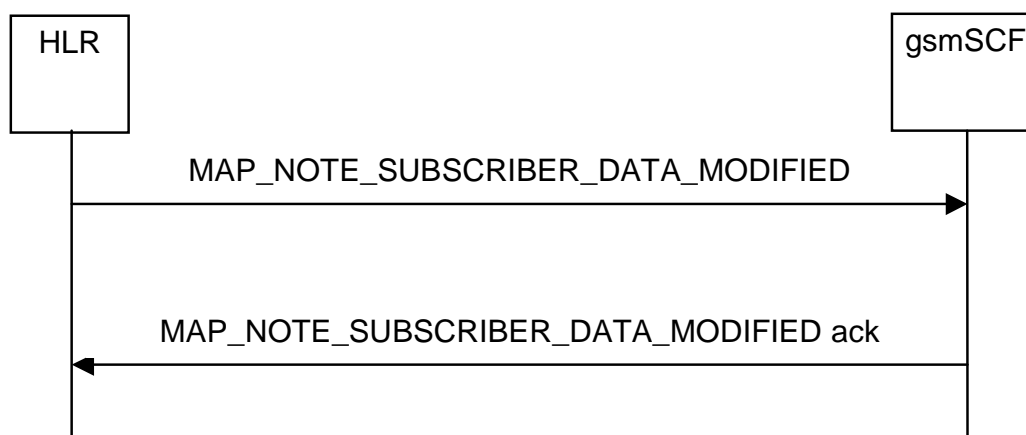 HLR
gsmSCF
MAP_NOTE_SUBSCRIBER_DATA_MODIFIED
MAP_NOTE_SUBSCRIBER_DATA_MODIFIED ack